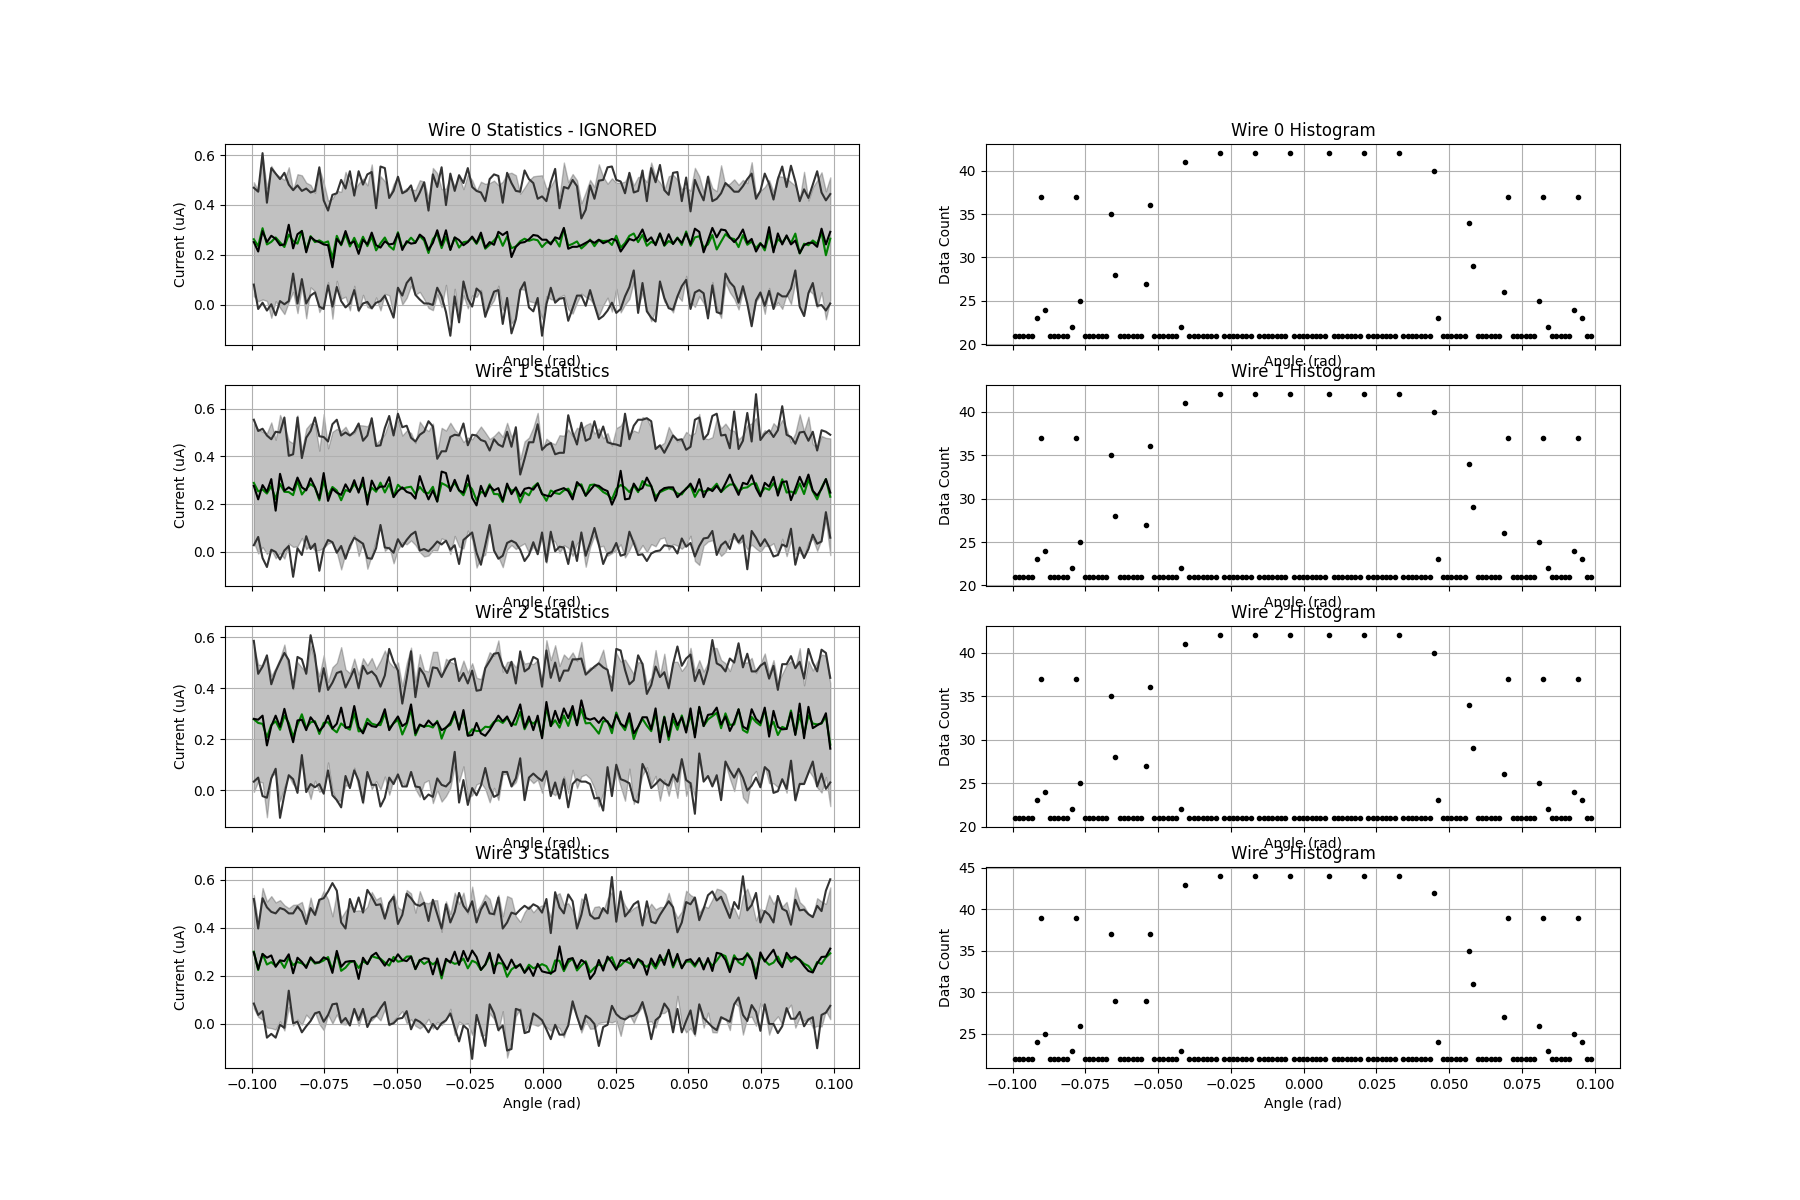 Wire 0 Statistics - IGNORED
Current (uA)
0.6
0.4
0.2
0.0
Angle (rad)
Wire 0 Histogram
Data Count
40
35
30
25
20
Angle (rad)
Wire 1 Statistics
Current (uA)
0.6
0.4
0.2
0.0
Angle (rad)
Wire 1 Histogram
Data Count
40
35
30
25
20
Angle (rad)
Wire 2 Statistics
Current (uA)
0.6
0.4
0.2
0.0
Angle (rad)
Wire 2 Histogram
Data Count
40
35
30
25
20
Angle (rad)
Wire 3 Statistics
Current (uA)
0.6
0.4
0.2
0.0
−0.100 −0.075 −0.050 −0.025 0.000 0.025 0.050 0.075 0.100
Angle (rad)
Wire 3 Histogram
Data Count
45
40
35
30
25
−0.100 −0.075 −0.050 −0.025 0.000 0.025 0.050 0.075 0.100
Angle (rad)